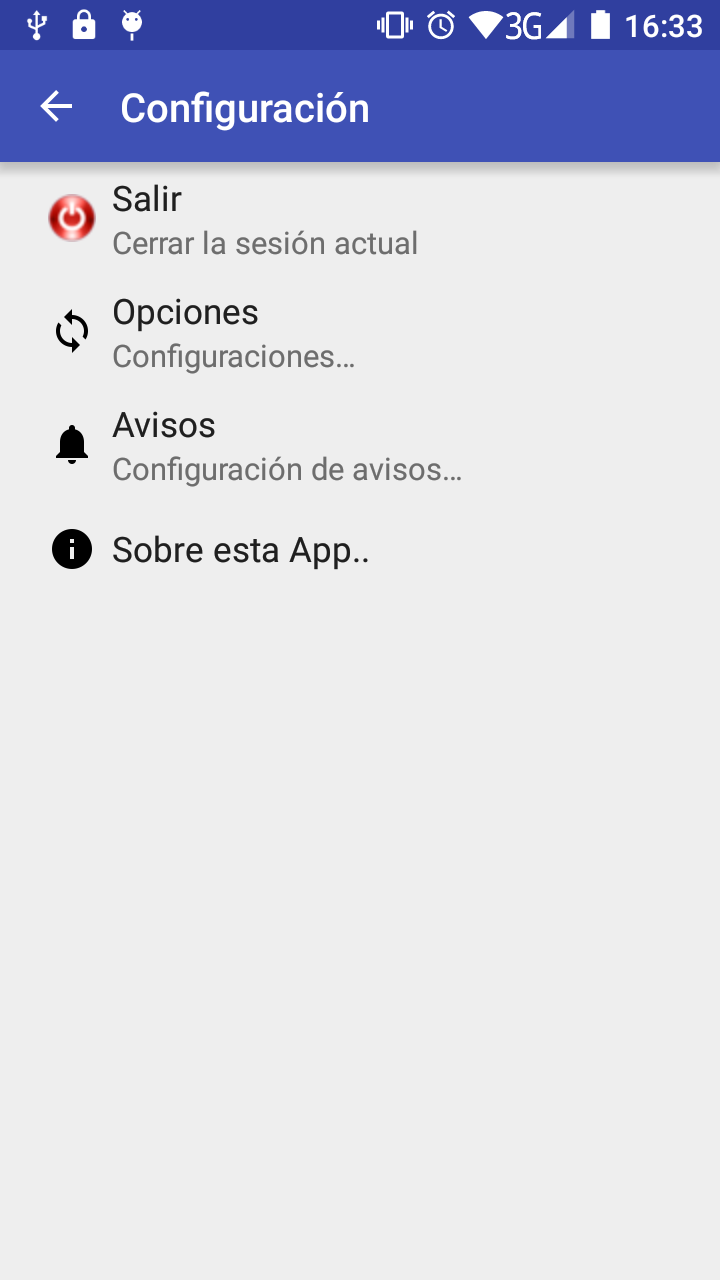 3G 16:33
Configuración
Salir
Cerrar la sesión actual
Opciones
Configuraciones...
Avisos
Configuración de avisos...
Sobre esta App..